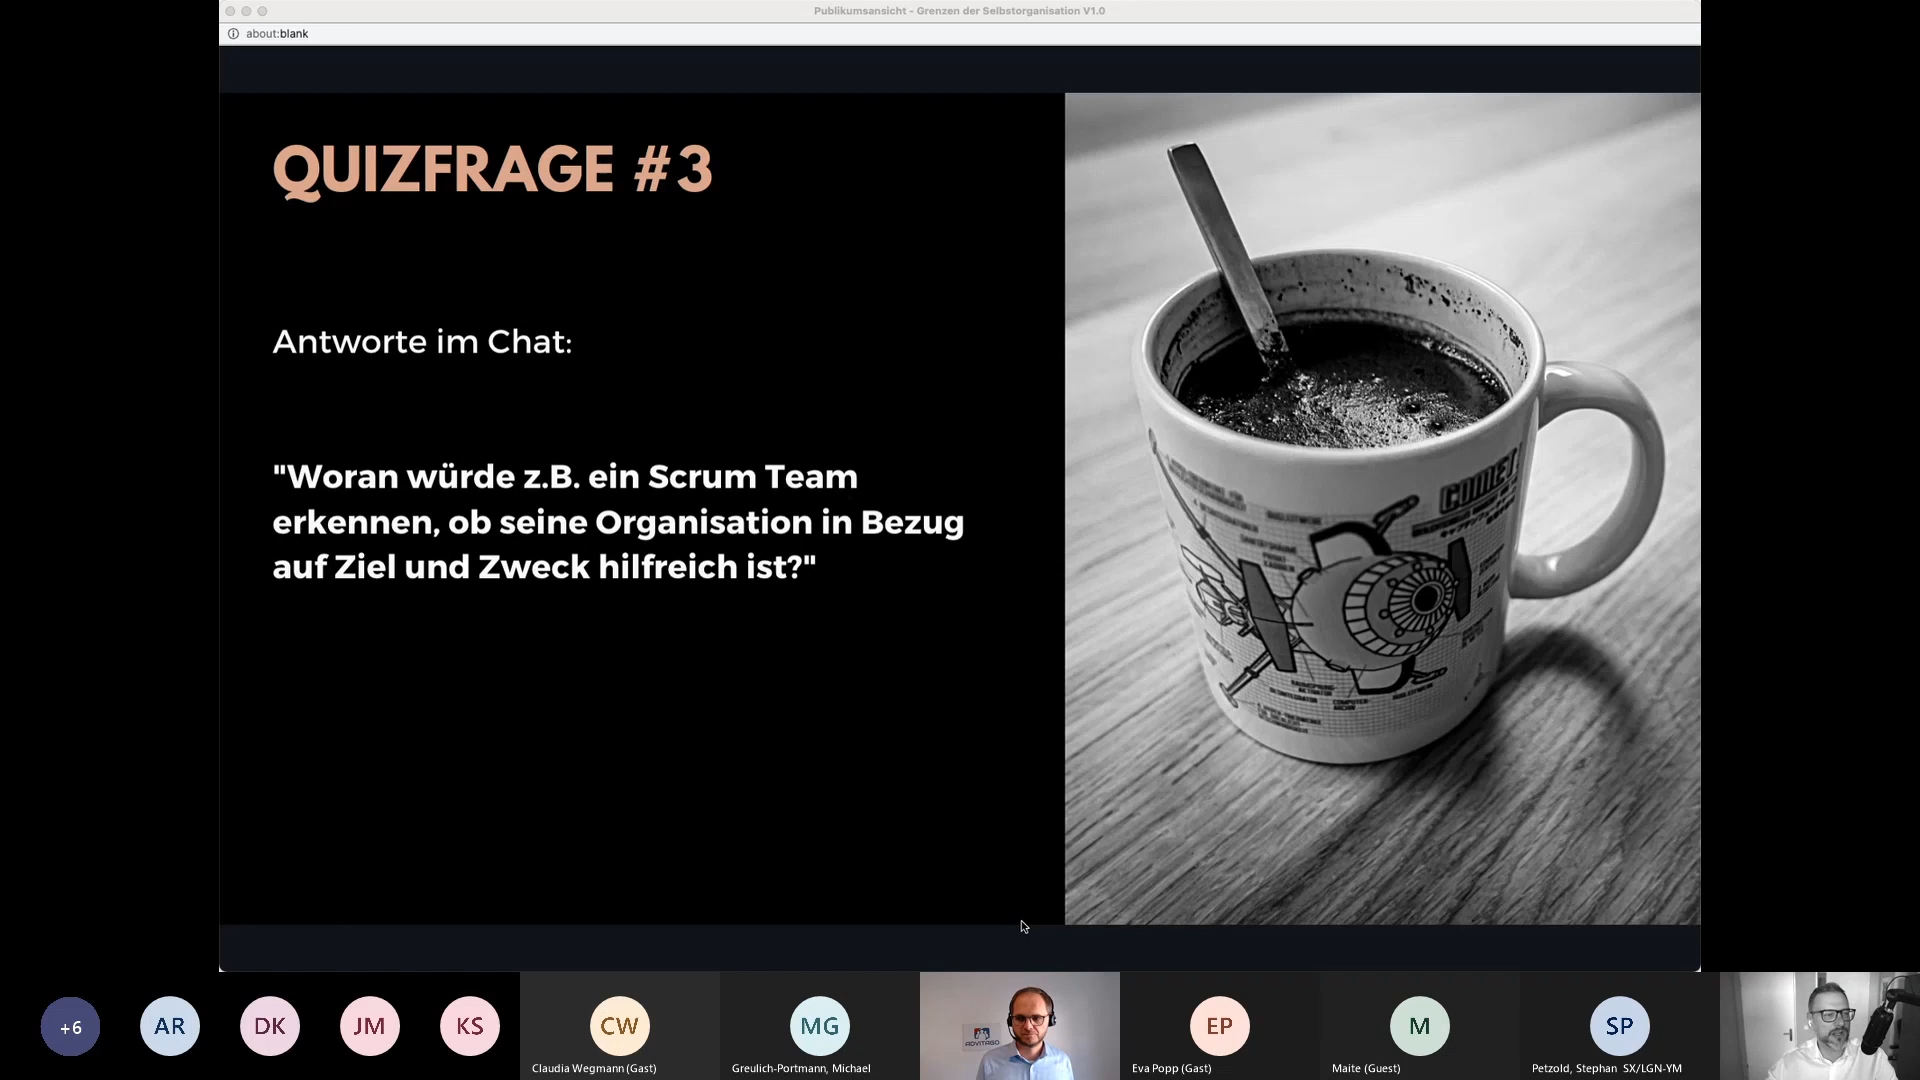 Publikumsansicht - Grenzen der Selbstorganisation V1.0
about:blank
QUIZFRAGE #3
Antworte im Chat:
"Woran würde z.B. ein Scrum Team
erkennen, ob seine Organisation in Bezug
auf Ziel und Zweck hilfreich ist?"
COMET
+6
AR
DK
JM
KS
CW
MG
EP
M
SP
ADVITAGO
Claudia Wegmann (Gast)
Greulich-Portmann, Michael
Eva Popp (Gast)
Maite (Guest)
Petzold, Stephan SX/LGN-YM